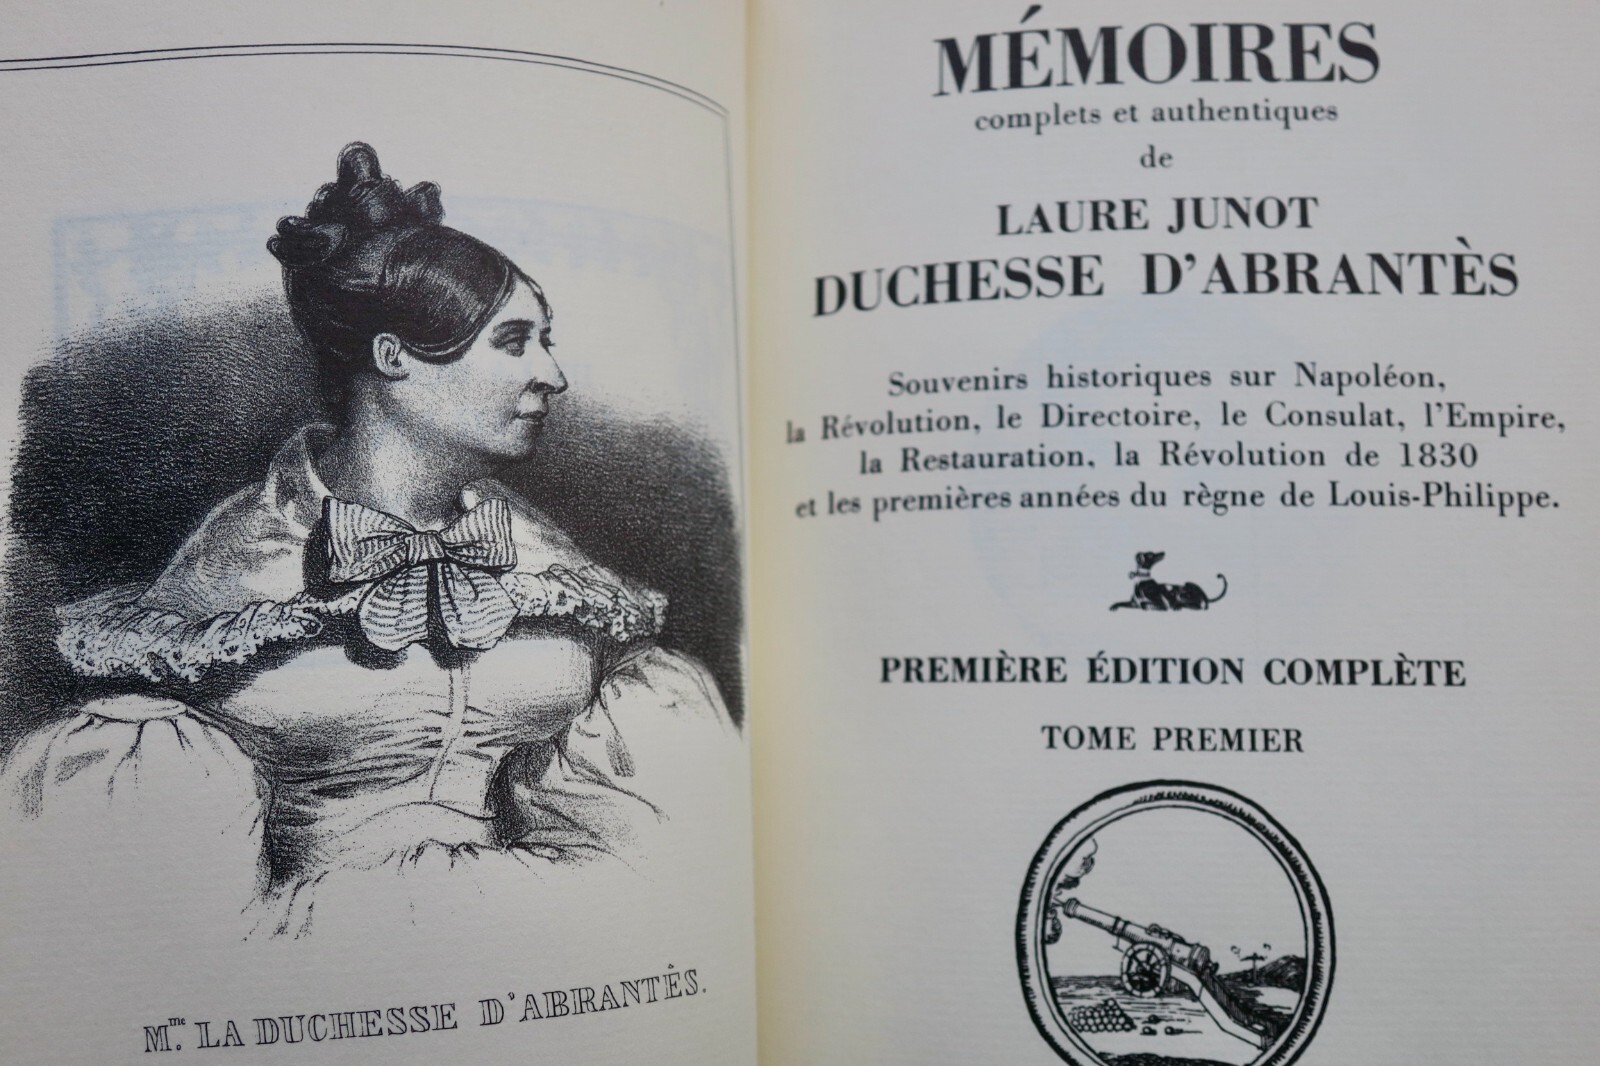 Mme. LA DUCHESSE D'ABRANTÈS.
MÉMOIRES
complets et authentiques
de
LAURE JUNOT
DUCHESSE D'ABRANTÈS
Souvenirs historiques sur Napoléon,
la Révolution, le Directoire, le Consulat, l'Empire,
la Restauration, la Révolution de 1830
et les premières années du règne de Louis-Philippe.
PREMIÈRE ÉDITION COMPLÈTE
TOME PREMIER